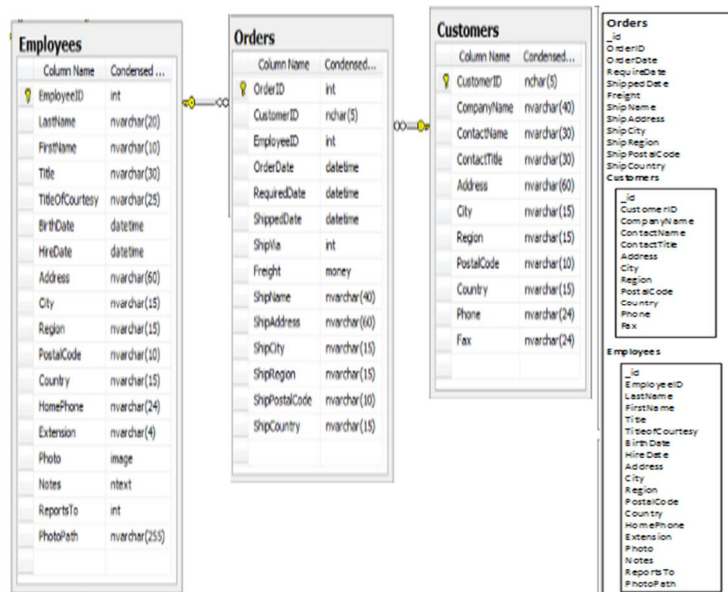 Employees
Column Name Condensed ...
EmployeeID int
LastName nvarchar(20)
FirstName nvarchar(10)
Title nvarchar(30)
TitleOfCourtesy nvarchar(25)
BirthDate datetime
HireDate datetime
Address nvarchar(60)
City nvarchar(15)
Region nvarchar(15)
PostalCode nvarchar(10)
Country nvarchar(15)
HomePhone nvarchar(24)
Extension nvarchar(4)
Photo image
Notes ntext
ReportsTo int
PhotoPath nvarchar(255)
Orders
Column Name Condensed...
OrderID int
CustomerID nchar(5)
EmployeeID int
OrderDate datetime
RequiredDate datetime
ShippedDate datetime
ShipVia int
Freight money
ShipName nvarchar(40)
ShipAddress nvarchar(60)
ShipCity nvarchar(15)
ShipRegion nvarchar(15)
ShipPostalCode nvarchar(10)
ShipCountry nvarchar(15)
Customers
Column Name Condensed...
CustomerID nchar(5)
CompanyName nvarchar(40)
ContactName nvarchar(30)
ContactTitle nvarchar(30)
Address nvarchar(60)
City nvarchar(15)
Region nvarchar(15)
PostalCode nvarchar(10)
Country nvarchar(15)
Phone nvarchar(24)
Fax nvarchar(24)
Orders
_id
OrderID
OrderDate
RequireDate
ShippedDate
Freight
ShipName
ShipAddress
ShipCity
ShipRegion
ShipPostalCode
ShipCountry
Customers
_id
CustomerID
CompanyName
ContactName
ContactTitle
Address
City
Region
PostalCode
Country
Phone
Fax
Employees
_id
EmployeeID
LastName
FirstName
Title
TitleofCourtesy
BirthDate
HireDate
Address
City
Region
PostalCode
Country
HomePhone
Extension
Photo
Notes
ReportsTo
PhotoPath